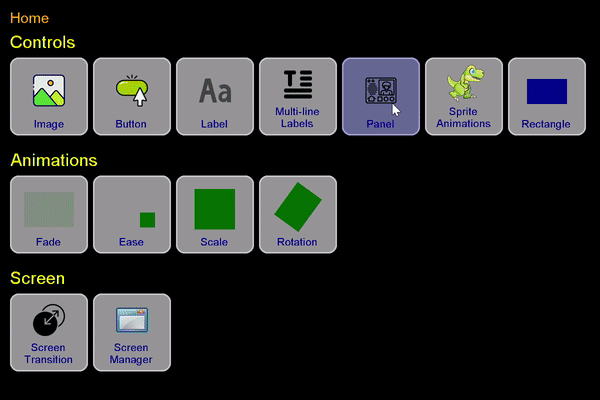 Home
Controls
Image
Button
Aa
Label
T
Multi-line
Labels
Panel
Sprite
Animations
Rectangle
Animations
Fade
Ease
Scale
Rotation
Screen
Screen
Transition
Screen
Manager